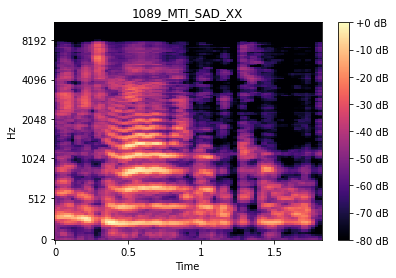 1089_MTI_SAD_XX
+0 dB
8192
-10 dB
4096
-20 dB
-30 dB
2048
Hz
-40 dB
1024
-50 dB
512
-60 dB
-70 dB
0
-80 dB
0 0.5 1 1.5
Time